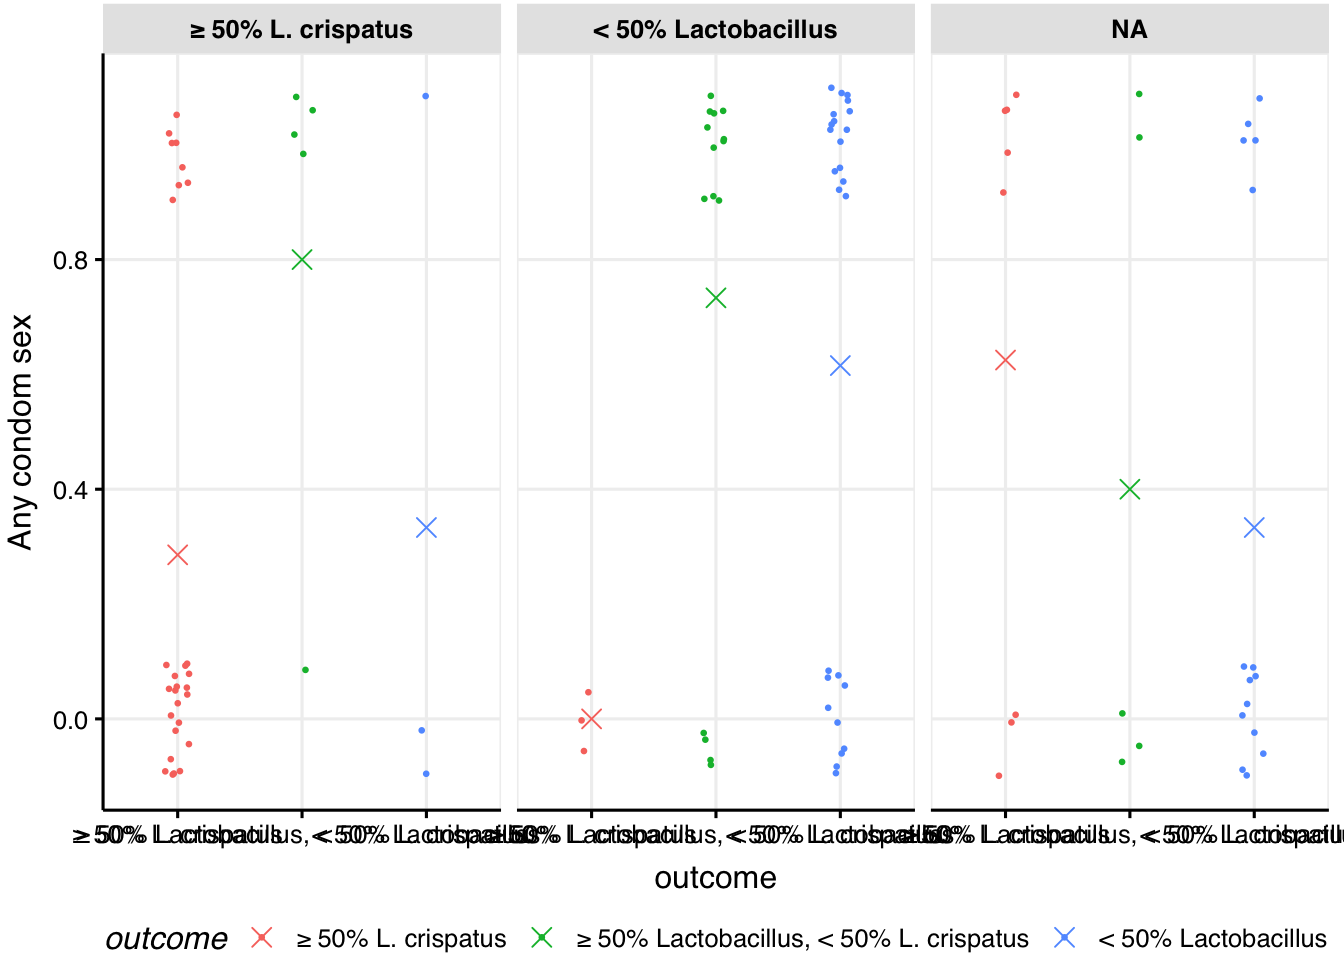 ≥ 50% L. crispatus
< 50% Lactobacillus
NA
Any condom sex
0.8
0.4
0.0
outcome
outcome ≥ 50% L. crispatus ≥ 50% Lactobacillus, < 50% L. crispatus < 50% Lactobacillus